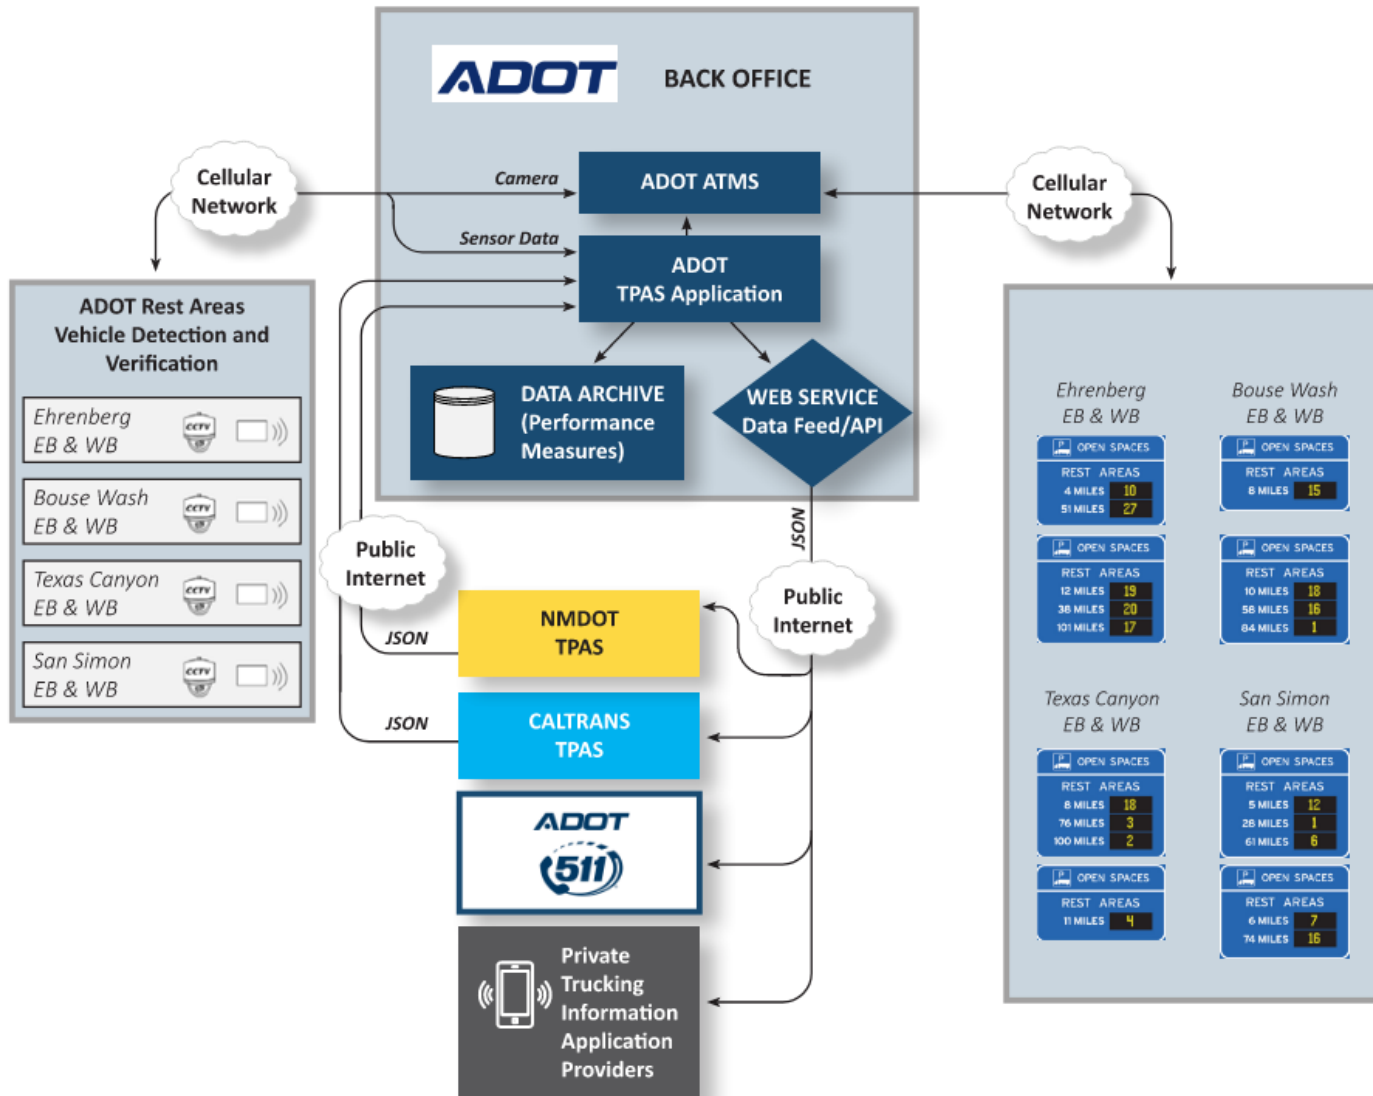 ADOT
BACK OFFICE
Cellular
Network
Camera
ADOT ATMS
Cellular
Network
Sensor Data
ADOT
TPAS Application
ADOT Rest Areas
Vehicle Detection and
Verification
Ehrenberg
EB & WB
CCTV
Bouse Wash
EB & WB
CCTV
Texas Canyon
EB & WB
CCTV
San Simon
EB & WB
CCTV
DATA ARCHIVE
(Performance
Measures)
WEB SERVICE
Data Feed/API
JSON
Public
Internet
Public
Internet
JSON
NMDOT
TPAS
JSON
CALTRANS
TPAS
ADOT
511
Private
Trucking
Information
Application
Providers
Ehrenberg
EB & WB
P OPEN SPACES
REST AREAS
4 MILES 10
51 MILES 27
P OPEN SPACES
REST AREAS
12 MILES 19
38 MILES 20
101 MILES 17
Bouse Wash
EB & WB
P OPEN SPACES
REST AREAS
8 MILES 15
P OPEN SPACES
REST AREAS
10 MILES 18
58 MILES 16
84 MILES 1
Texas Canyon
EB & WB
P OPEN SPACES
REST AREAS
8 MILES 18
76 MILES 3
100 MILES 2
P OPEN SPACES
REST AREAS
11 MILES 4
San Simon
EB & WB
P OPEN SPACES
REST AREAS
5 MILES 12
28 MILES 1
61 MILES 6
P OPEN SPACES
REST AREAS
6 MILES 7
74 MILES 16